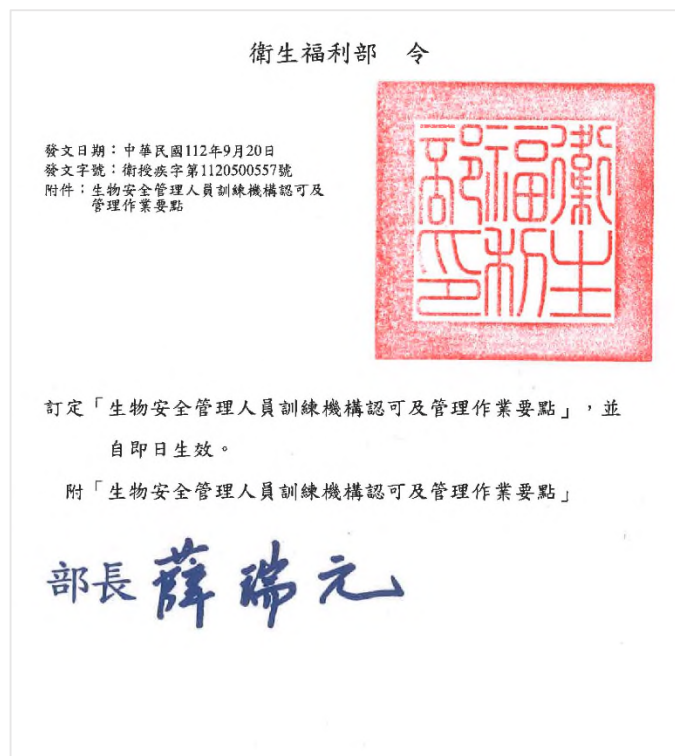 衛生福利部　令
衛生福利部印
發文日期：中華民國112年9月20日
發文字號：衛授疾字第1120500557號
附件：生物安全管理人員訓練機構認可及
管理作業要點
訂定「生物安全管理人員訓練機構認可及管理作業要點」，並
自即日生效。
附「生物安全管理人員訓練機構認可及管理作業要點」
部長 薛瑞元